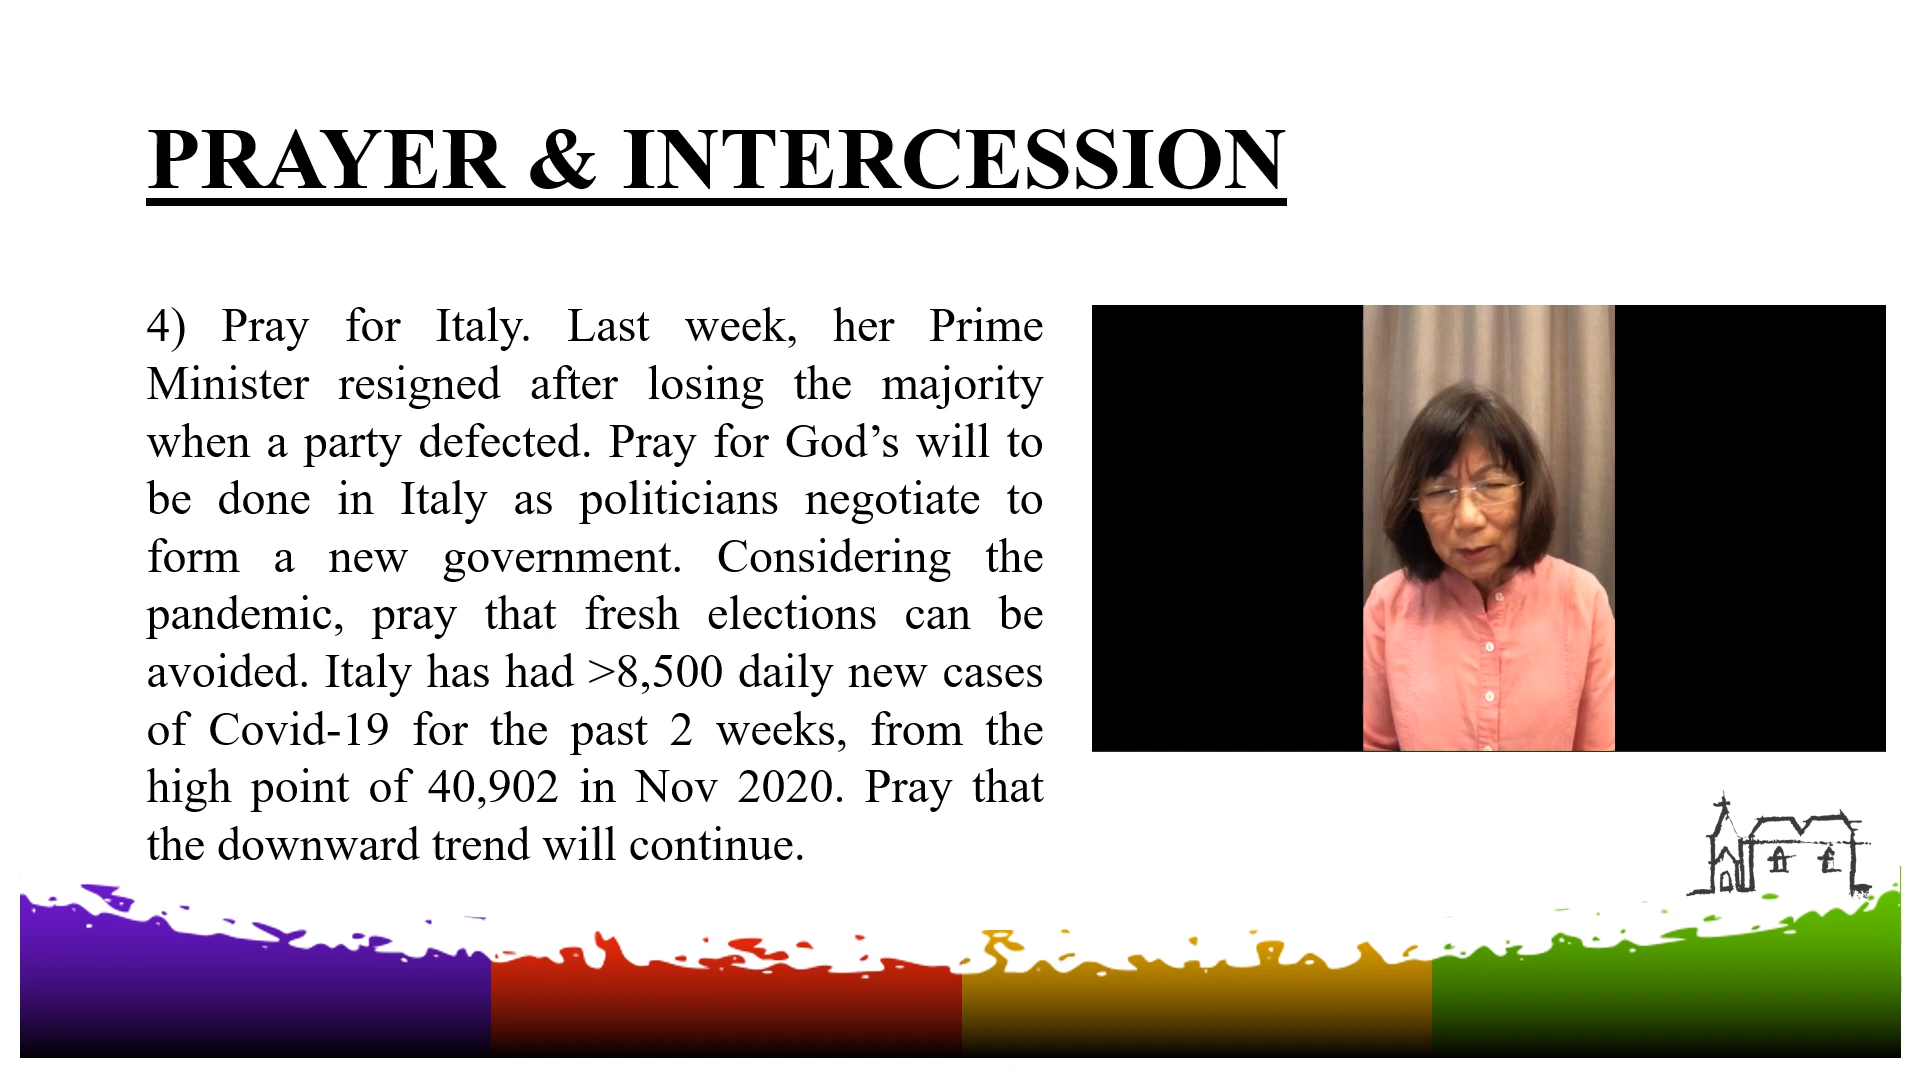 PRAYER & INTERCESSION
4) Pray for Italy. Last week, her Prime
Minister resigned after losing the majority
when a party defected. Pray for God’s will to
be done in Italy as politicians negotiate to
form a new government. Considering the
pandemic, pray that fresh elections can be
avoided. Italy has had >8,500 daily new cases
of Covid-19 for the past 2 weeks, from the
high point of 40,902 in Nov 2020. Pray that
the downward trend will continue.